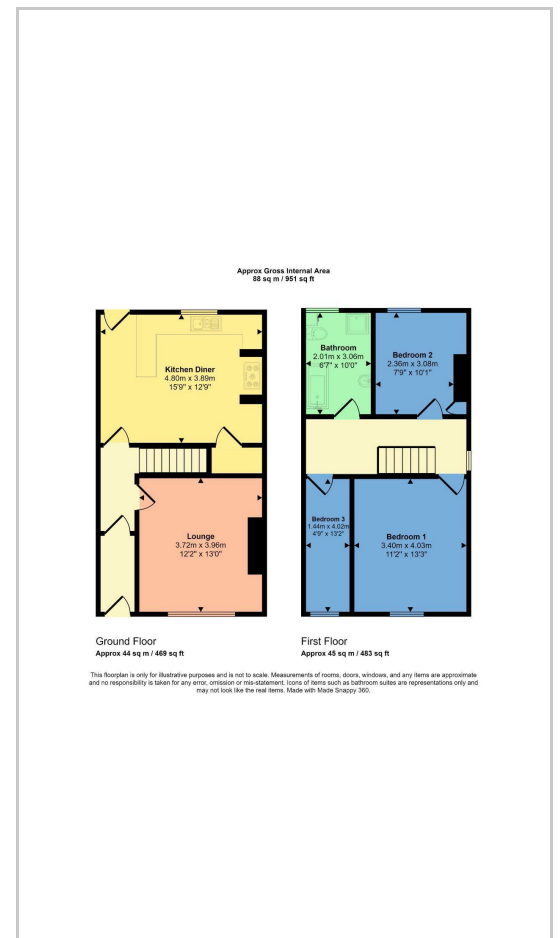 Approx Gross Internal Area
88 sq m / 951 sq ft
Kitchen Diner
4.80m x 3.89m
15'9" x 12'9"
Lounge
3.72m x 3.96m
12'2" x 13'0"
Bathroom
2.01m x 3.06m
6'7" x 10'0"
Bedroom 2
2.36m x 3.08m
7'9" x 10'1"
Bedroom 3
1.44m x 4.02m
4'9" x 13'2"
Bedroom 1
3.40m x 4.03m
11'2" x 13'3"
Ground Floor
Approx 44 sq m / 469 sq ft
First Floor
Approx 45 sq m / 483 sq ft
This floorplan is only for illustrative purposes and is not to scale. Measurements of rooms, doors, windows, and any items are approximate
and no responsibility is taken for any error, omission or mis-statement. Icons of items such as bathroom suites are representations only and
may not look like the real items. Made with Made Snappy 360.